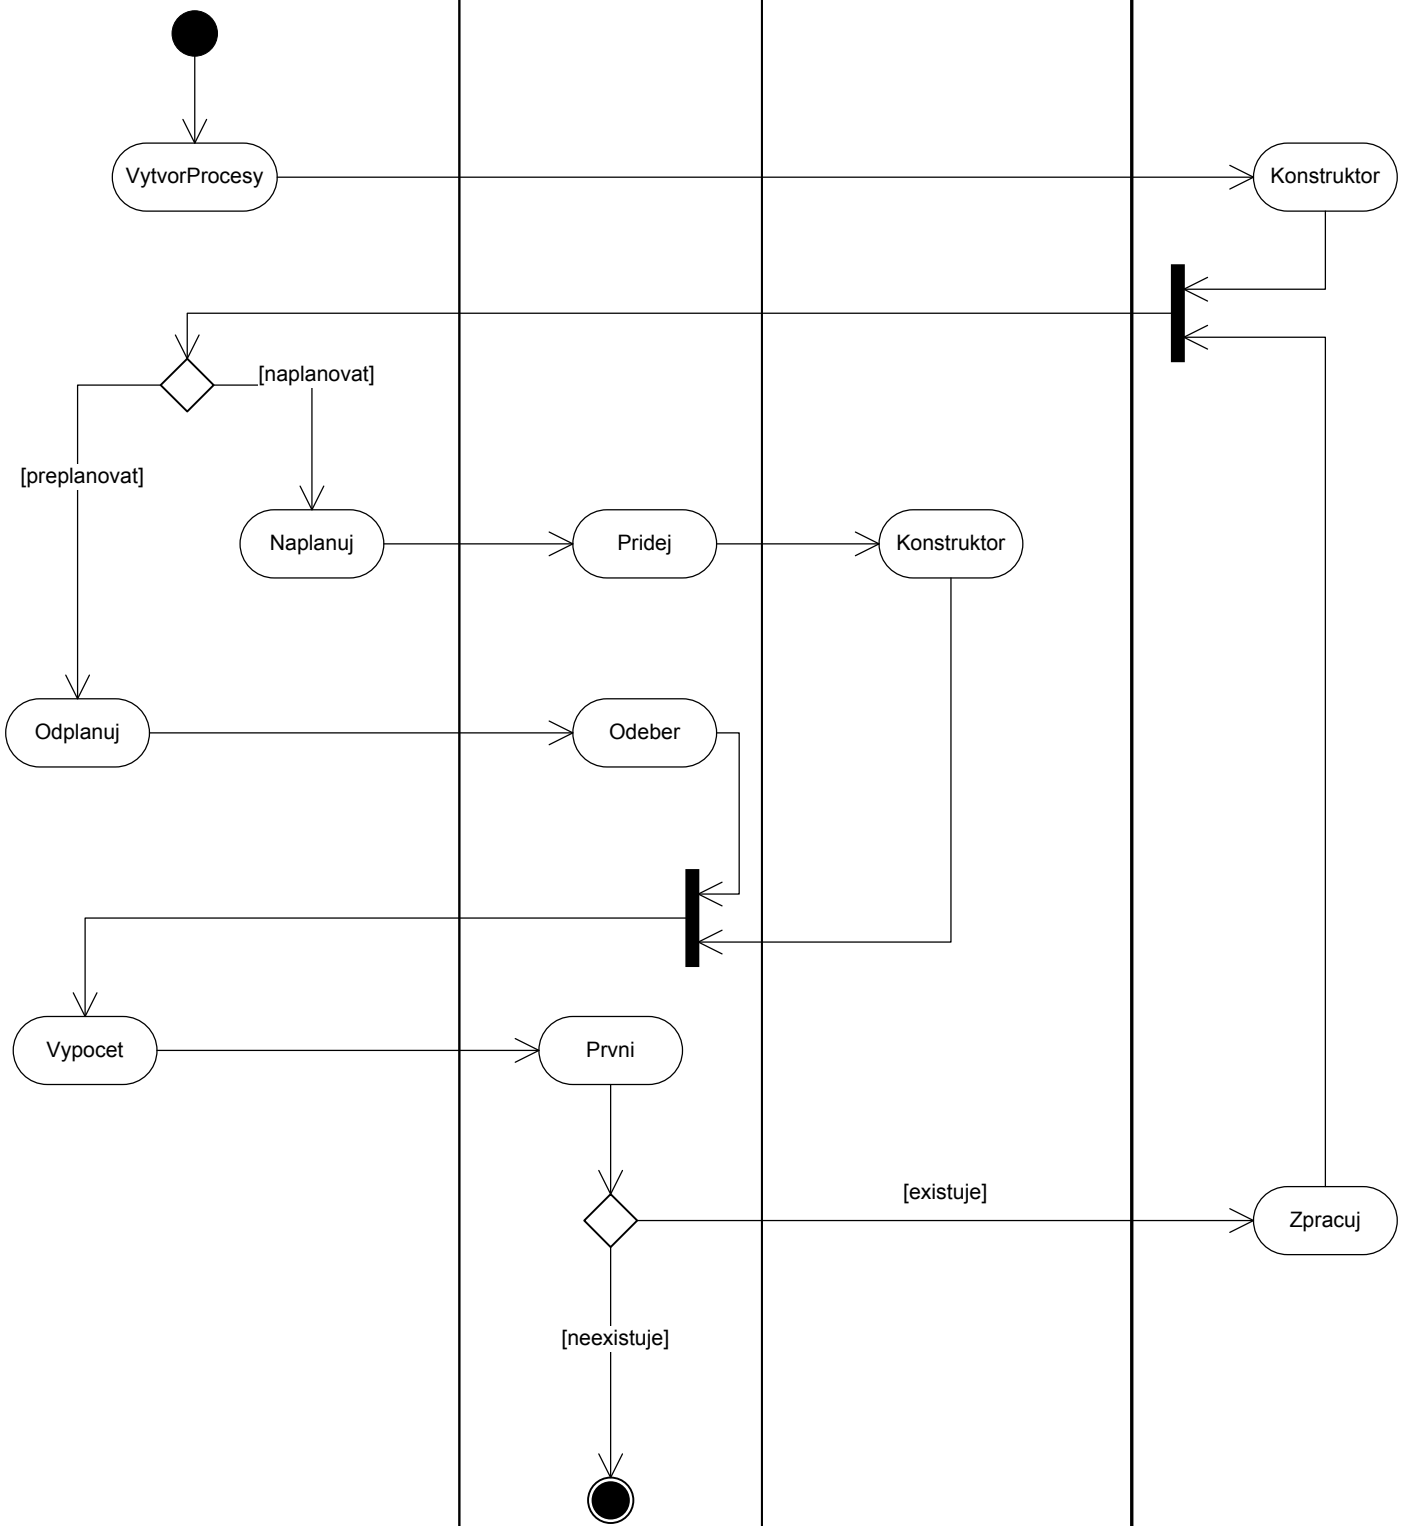 VytvorProcesy
Konstruktor
[naplanovat]
[preplanovat]
Naplanuj
Pridej
Konstruktor
Odplanuj
Odeber
Vypocet
Prvni
[existuje]
Zpracuj
[neexistuje]